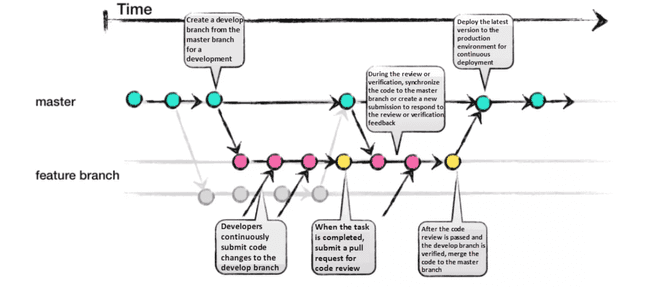 Time
Create a develop
branch from the
master branch
for a
development
Deploy the latest
version to the
production
environment for
continuous
deployment
During the review or
verification, synchronize
the code to the master
branch or create a new
submission to respond to
the review or verification
feedback
master
feature branch
Developers
continuously
submit code
changes to the
develop branch
When the task
is completed,
submit a pull
request for
code review
After the code
review is passed and
the develop branch is
verified, merge the
code to the master
branch